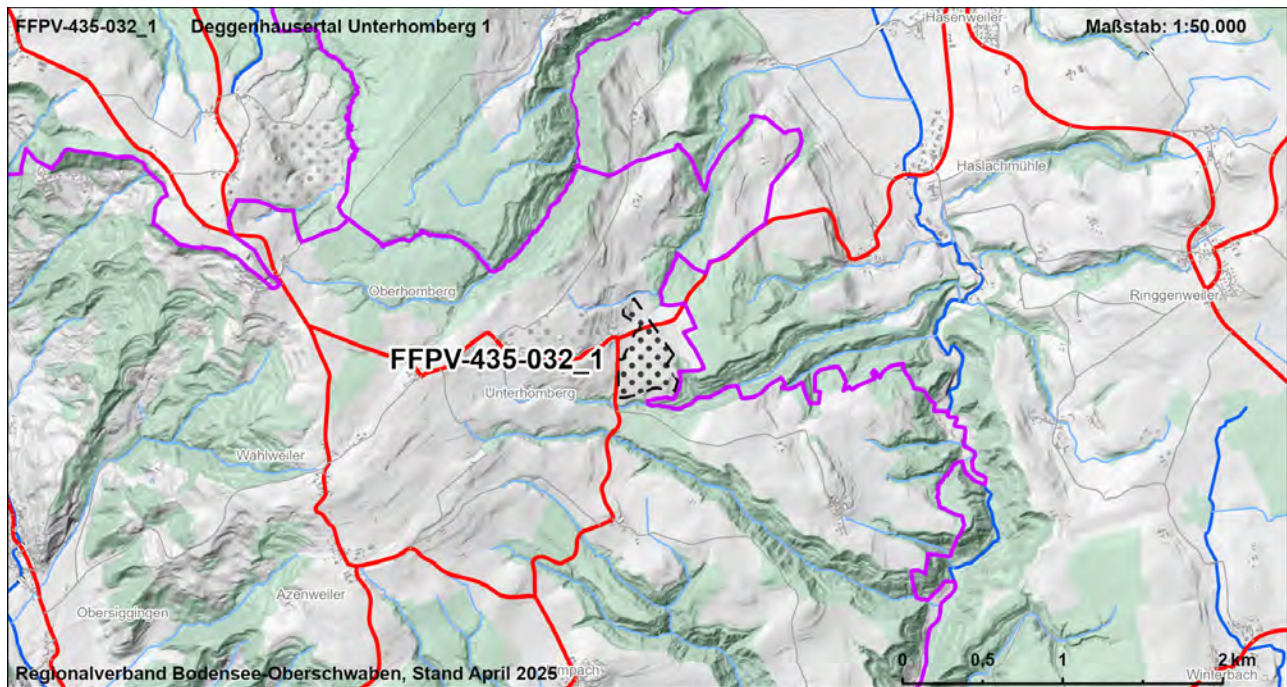 FFPV-435-032_1 Deggenhausertal Unterhomberg 1
Maßstab: 1:50.000
Hasenweiler
Haslachmühle
Oberhomberg
Ringgenweiler
FFPV-435-032_1
Unterhomberg
Wahlweiler
Azenweiler
Obersiggingen
0 0,5 1 2 km
Winterbach
Regionalverband Bodensee-Oberschwaben, Stand April 2025